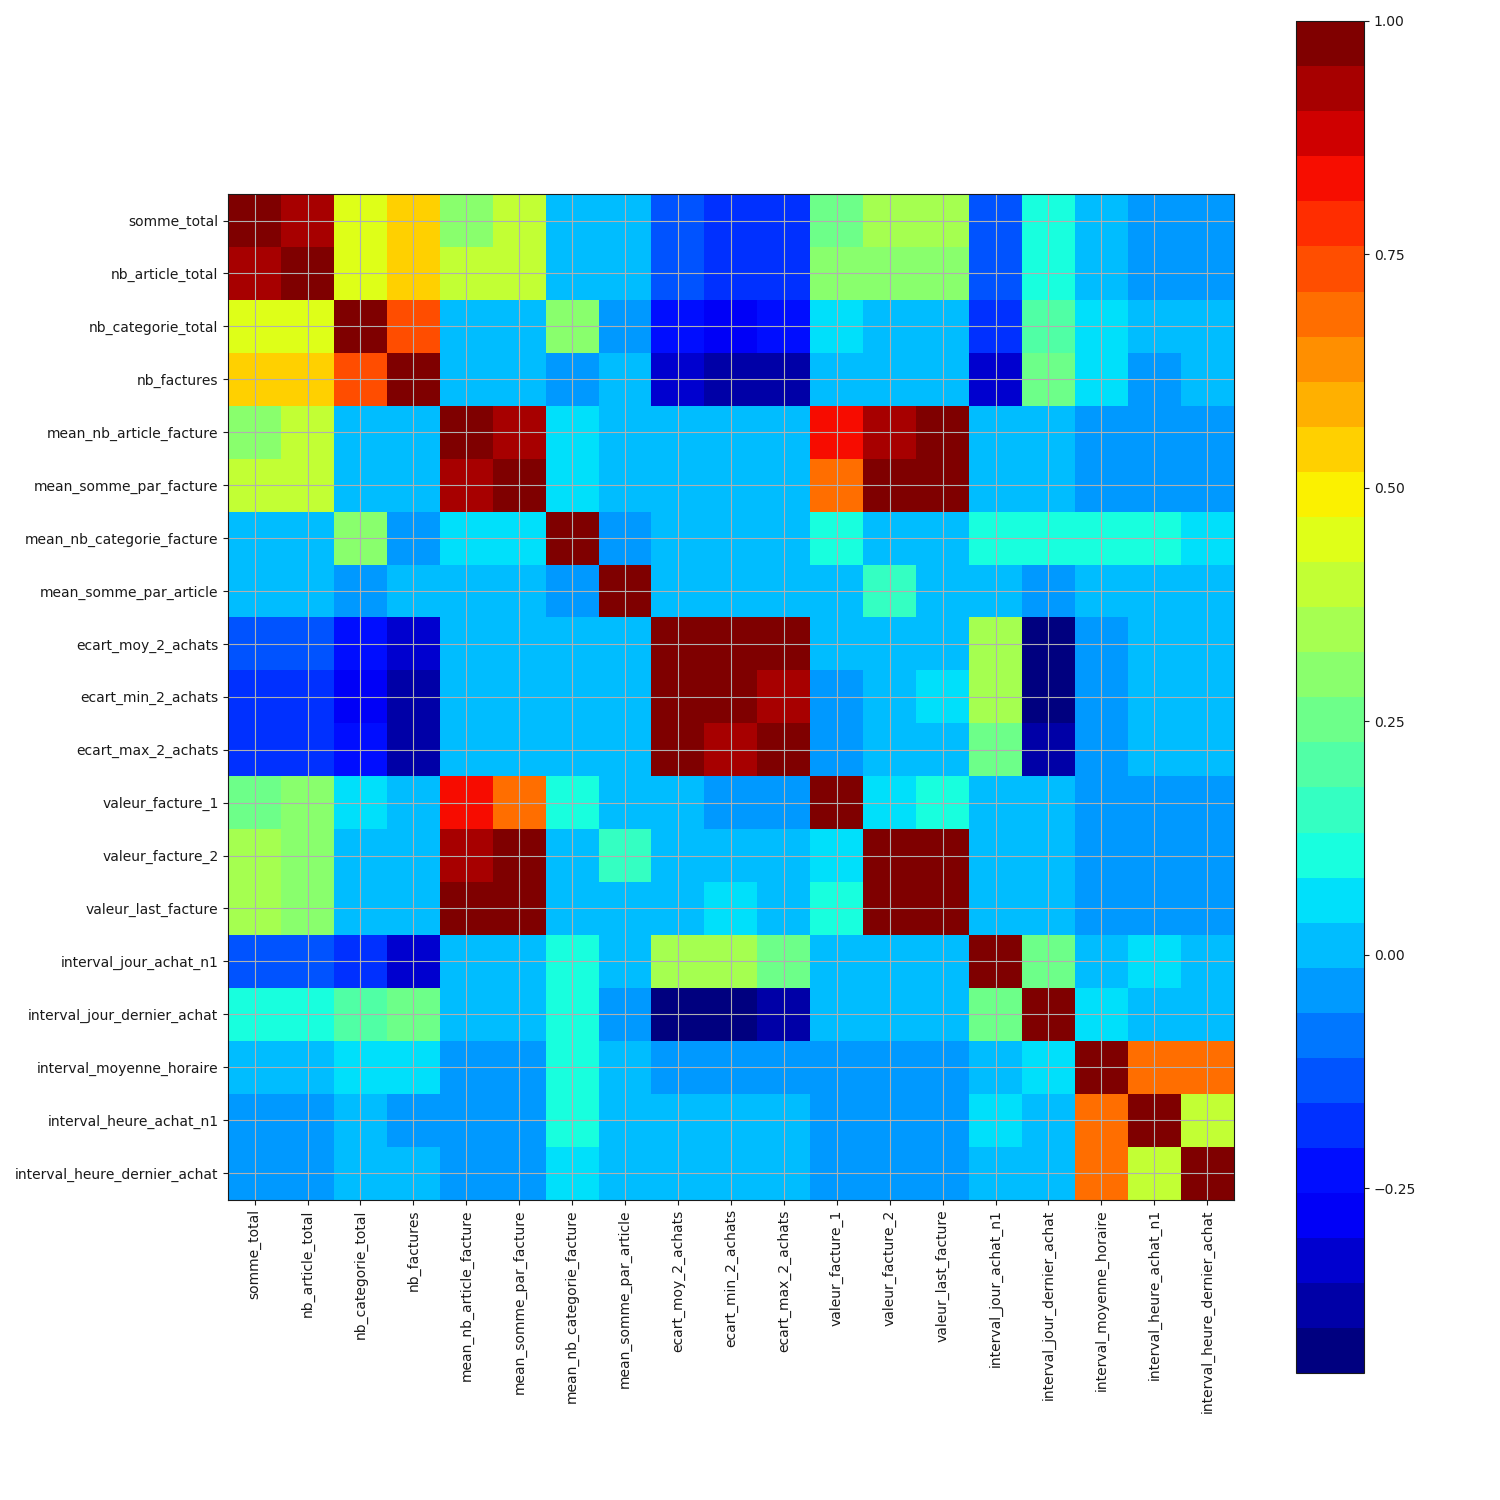 somme_total
nb_article_total
nb_categorie_total
nb_factures
mean_nb_article_facture
mean_somme_par_facture
mean_nb_categorie_facture
mean_somme_par_article
ecart_moy_2_achats
ecart_min_2_achats
ecart_max_2_achats
valeur_facture_1
valeur_facture_2
valeur_last_facture
interval_jour_achat_n1
interval_jour_dernier_achat
interval_moyenne_horaire
interval_heure_achat_n1
interval_heure_dernier_achat
somme_total
nb_article_total
nb_categorie_total
nb_factures
mean_nb_article_facture
mean_somme_par_facture
mean_nb_categorie_facture
mean_somme_par_article
ecart_moy_2_achats
ecart_min_2_achats
ecart_max_2_achats
valeur_facture_1
valeur_facture_2
valeur_last_facture
interval_jour_achat_n1
interval_jour_dernier_achat
interval_moyenne_horaire
interval_heure_achat_n1
interval_heure_dernier_achat
1.00
0.75
0.50
0.25
0.00
−0.25